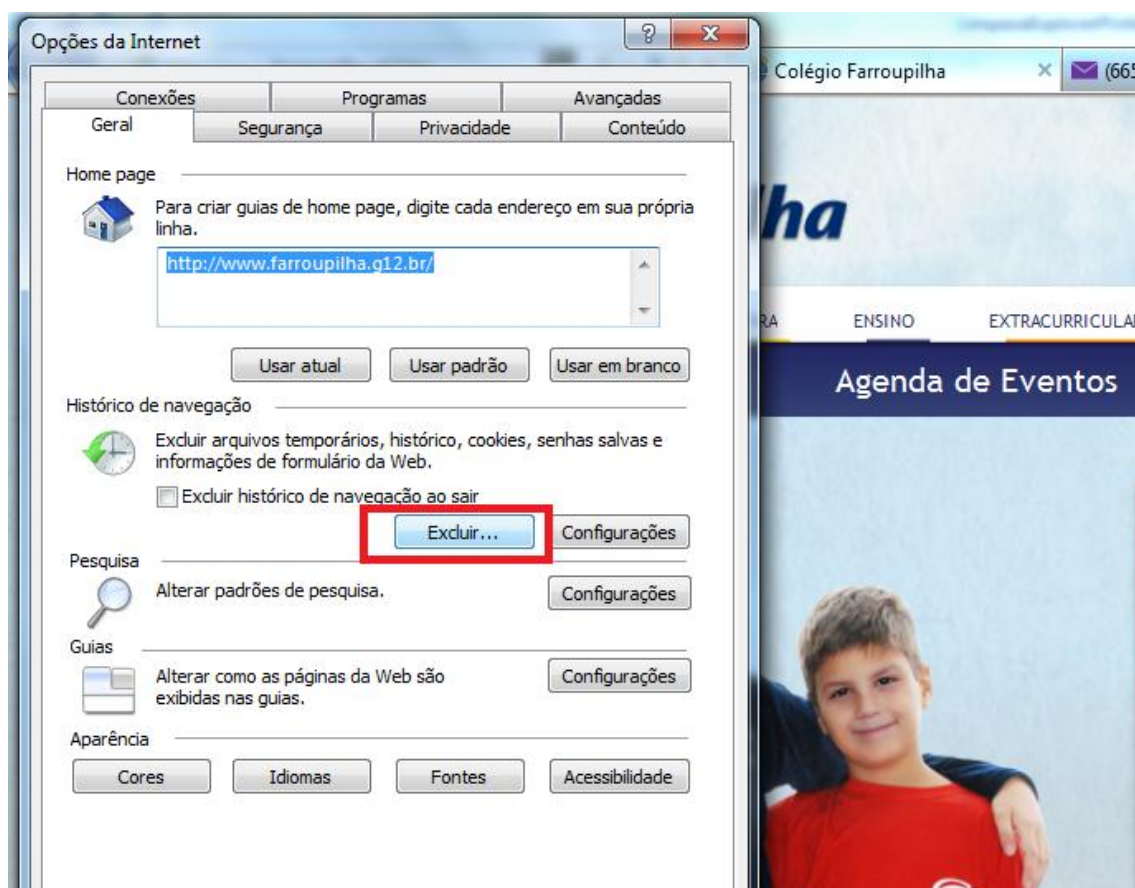 Opções da Internet
Colégio Farroupilha
(665
Conexões Programas Avançadas
Geral Segurança Privacidade Conteúdo
Home page
Para criar guias de home page, digite cada endereço em sua própria
linha.
http://www.farroupilha.g12.br/
Usar atual Usar padrão Usar em branco
Histórico de navegação
Excluir arquivos temporários, histórico, cookies, senhas salvas e
informações de formulário da Web.
Excluir histórico de navegação ao sair
Excluir... Configurações
Pesquisa
Alterar padrões de pesquisa. Configurações
Guias
Alterar como as páginas da Web são
exibidas nas guias.
Configurações
Aparência
Cores Idiomas Fontes Acessibilidade
lha
RA ENSINO EXTRACURRICULA
Agenda de Eventos